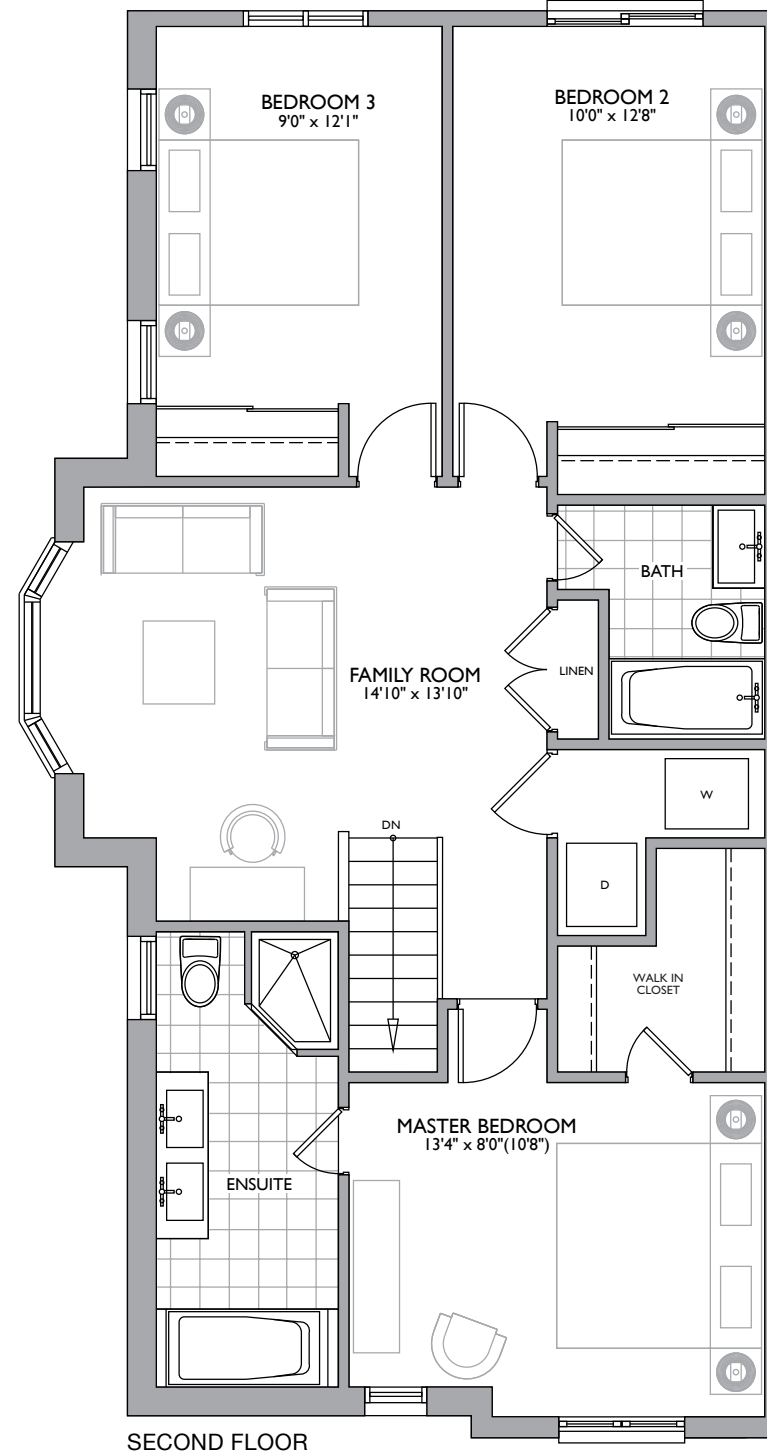 BEDROOM 3
9'0" x 12'1"
BEDROOM 2
10'0" x 12'8"
BATH
LINEN
FAMILY ROOM
14'10" x 13'10"
W
DN
D
WALK IN
CLOSET
MASTER BEDROOM
13'4" x 8'0"(10'8")
ENSUITE
SECOND FLOOR